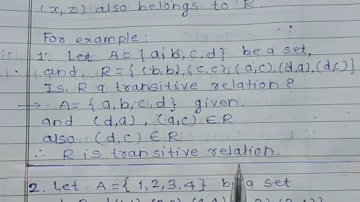 (x,z) also belongs to R.
For example:
1. Let A = {a,b,c,d} be a set,
and R = {(b,b),(c,c),(a,c),(d,a),(d,c)}
Is R a transitive relation?
→ A = {a,b,c,d} given.
and (d,a), (a,c) ∈ R
also (d,c) ∈ R
∴ R is transitive relation.
2. Let A = {1,2,3,4} be a set